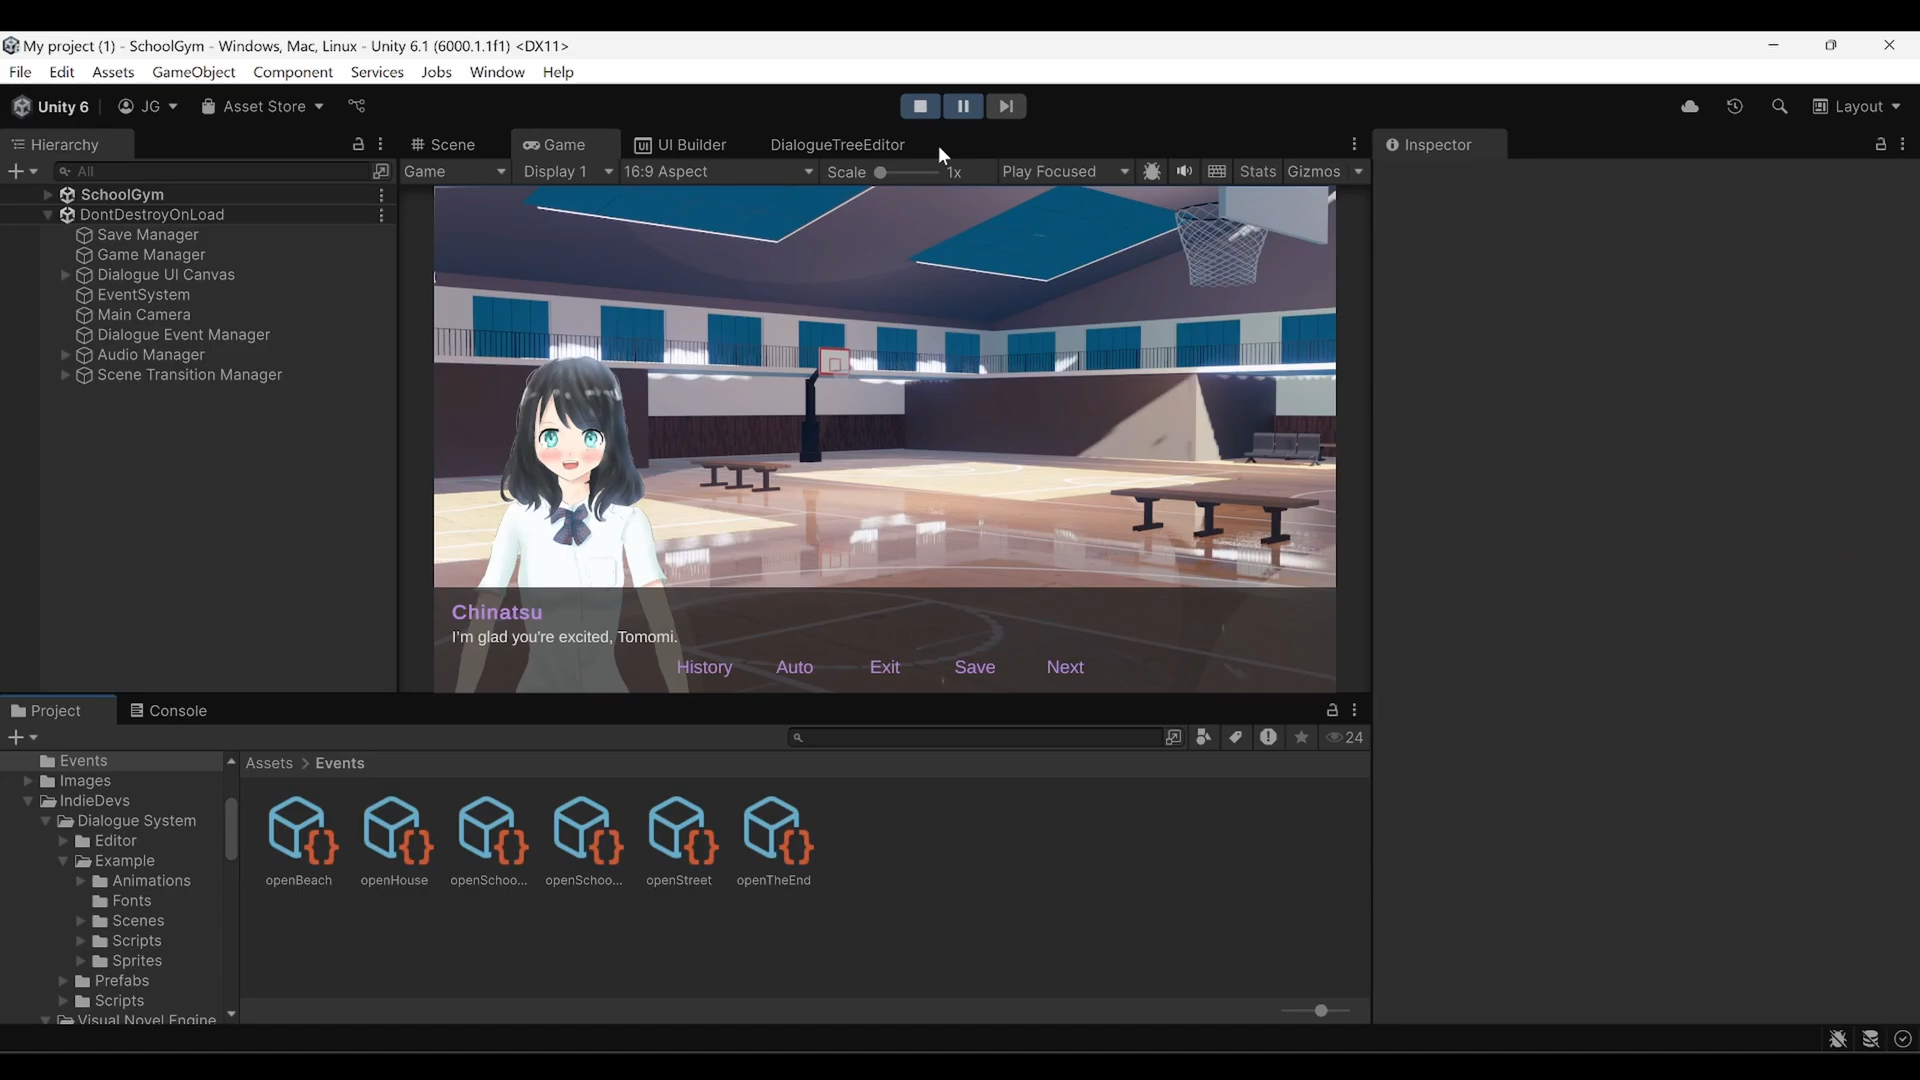 My project (1) - SchoolGym - Windows, Mac, Linux - Unity 6.1 (6000.1.1f1) <DX11>
File Edit Assets GameObject Component Services Jobs Window Help
Unity 6 JG Asset Store Layout
Hierarchy
Scene Game UI Builder DialogueTreeEditor
Inspector
All
Game Display 1 16:9 Aspect Scale 1x Play Focused Stats Gizmos
SchoolGym
DontDestroyOnLoad
Save Manager
Game Manager
Dialogue UI Canvas
EventSystem
Main Camera
Dialogue Event Manager
Audio Manager
Scene Transition Manager
Chinatsu
I'm glad you're excited, Tomomi.
History Auto Exit Save Next
Project Console
24
Events
Images
IndieDevs
Dialogue System
Editor
Example
Animations
Fonts
Scenes
Scripts
Sprites
Prefabs
Scripts
Visual Novel Engine
Assets > Events
openBeach openHouse openSchoo... openSchoo... openStreet openTheEnd